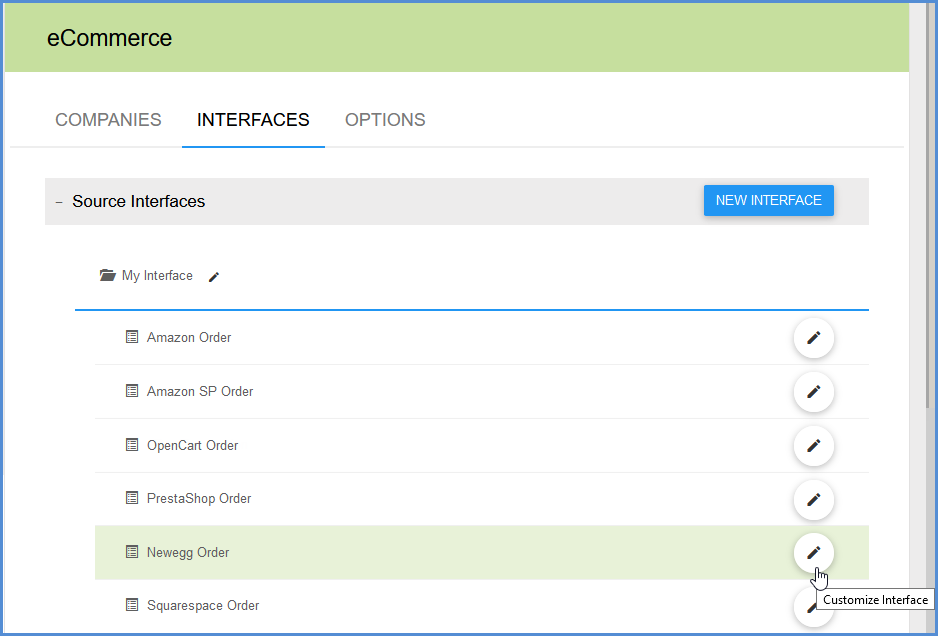 eCommerce
COMPANIES INTERFACES OPTIONS
– Source Interfaces NEW INTERFACE
My Interface
Amazon Order
Amazon SP Order
OpenCart Order
PrestaShop Order
Newegg Order
Customize Interface
Squarespace Order